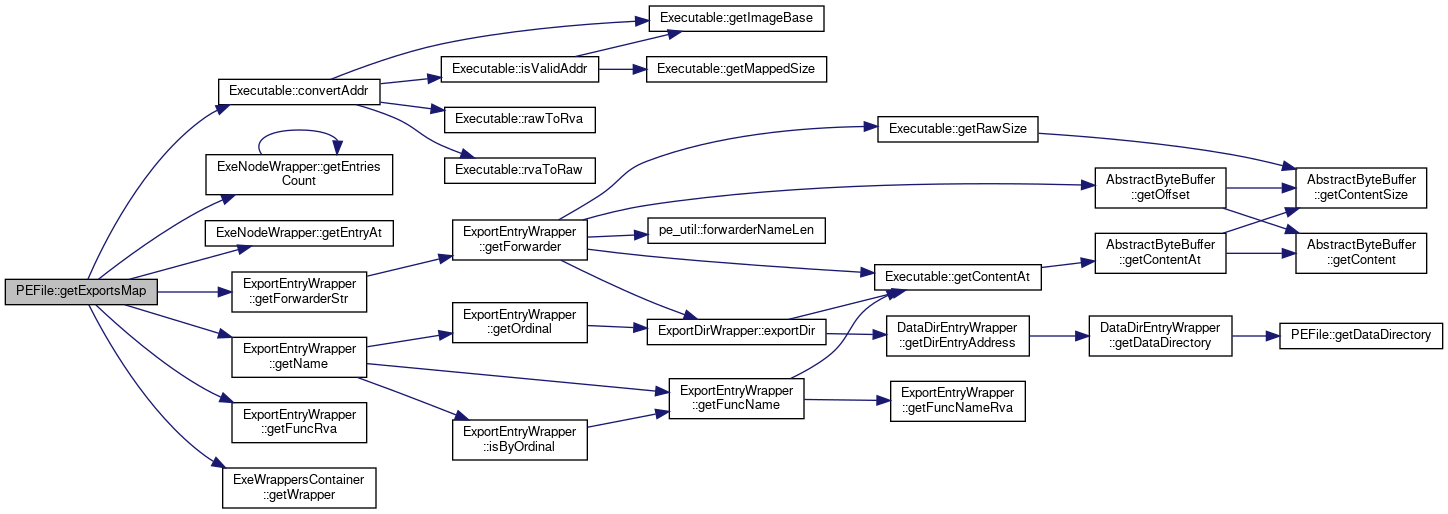 PEFile::getExportsMap
Executable::convertAddr
ExeNodeWrapper::getEntries
Count
ExeNodeWrapper::getEntryAt
ExportEntryWrapper
::getForwarderStr
ExportEntryWrapper
::getName
ExportEntryWrapper
::getFuncRva
ExeWrappersContainer
::getWrapper
Executable::isValidAddr
Executable::rawToRva
Executable::rvaToRaw
ExportEntryWrapper
::getForwarder
ExportEntryWrapper
::getOrdinal
ExportEntryWrapper
::isByOrdinal
Executable::getImageBase
Executable::getMappedSize
pe_util::forwarderNameLen
ExportDirWrapper::exportDir
ExportEntryWrapper
::getFuncName
Executable::getRawSize
Executable::getContentAt
DataDirEntryWrapper
::getDirEntryAddress
ExportEntryWrapper
::getFuncNameRva
AbstractByteBuffer
::getOffset
AbstractByteBuffer
::getContentAt
DataDirEntryWrapper
::getDataDirectory
AbstractByteBuffer
::getContentSize
AbstractByteBuffer
::getContent
PEFile::getDataDirectory